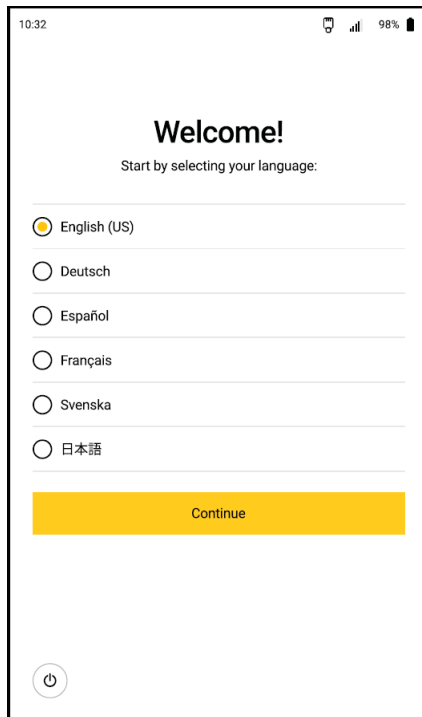 10:32
98%
Welcome!
Start by selecting your language:
English (US)
Deutsch
Español
Français
Svenska
日本語
Continue